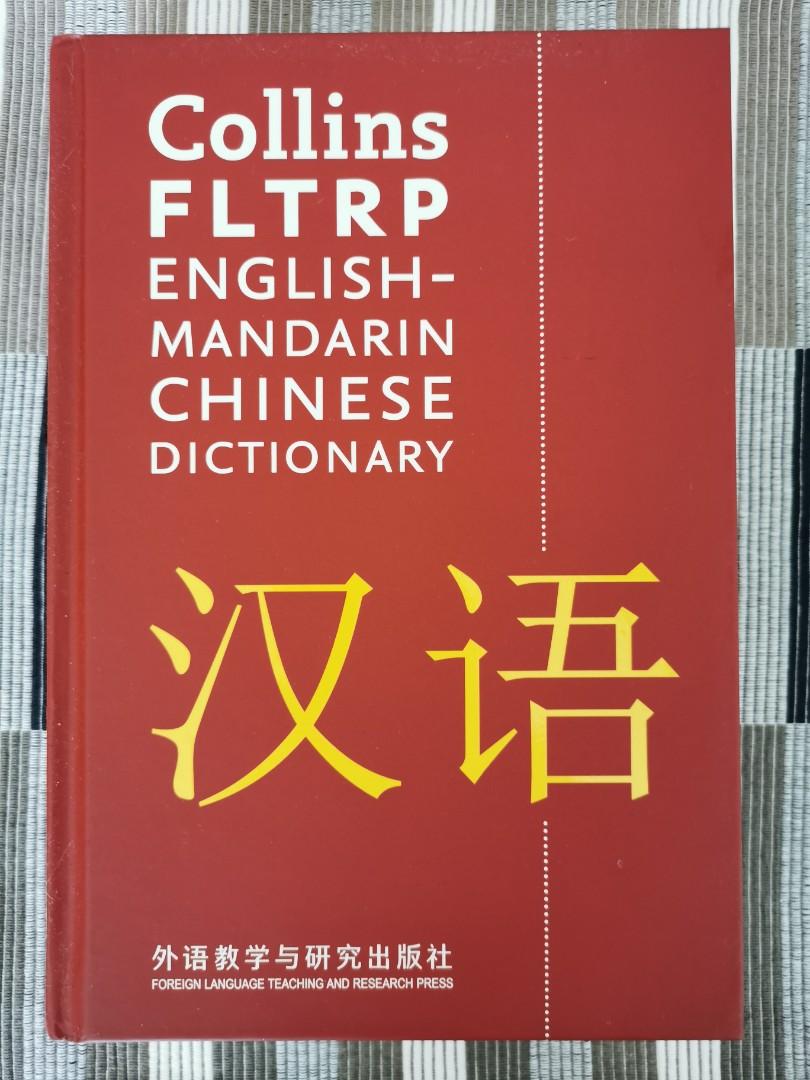 Collins
FLTRP
ENGLISH-
MANDARIN
CHINESE
DICTIONARY
汉语
外语教学与研究出版社
FOREIGN LANGUAGE TEACHING AND RESEARCH PRESS